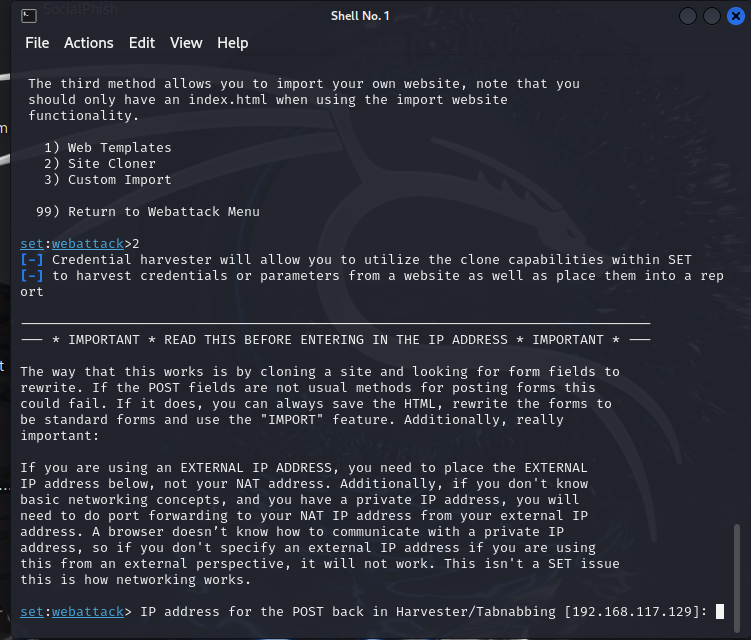 SocialPhish
Shell No. 1
File Actions Edit View Help
The third method allows you to import your own website, note that you
should only have an index.html when using the import website
functionality.
1) Web Templates
2) Site Cloner
3) Custom Import
99) Return to Webattack Menu
set:webattack>2
[-] Credential harvester will allow you to utilize the clone capabilities within SET
[-] to harvest credentials or parameters from a website as well as place them into a rep
ort
--- * IMPORTANT * READ THIS BEFORE ENTERING IN THE IP ADDRESS * IMPORTANT * ---
The way that this works is by cloning a site and looking for form fields to
rewrite. If the POST fields are not usual methods for posting forms this
could fail. If it does, you can always save the HTML, rewrite the forms to
be standard forms and use the "IMPORT" feature. Additionally, really
important:
If you are using an EXTERNAL IP ADDRESS, you need to place the EXTERNAL
IP address below, not your NAT address. Additionally, if you don't know
basic networking concepts, and you have a private IP address, you will
need to do port forwarding to your NAT IP address from your external IP
address. A browser doesn’t know how to communicate with a private IP
address, so if you don't specify an external IP address if you are using
this from an external perspective, it will not work. This isn't a SET issue
this is how networking works.
set:webattack> IP address for the POST back in Harvester/Tabnabbing [192.168.117.129]: